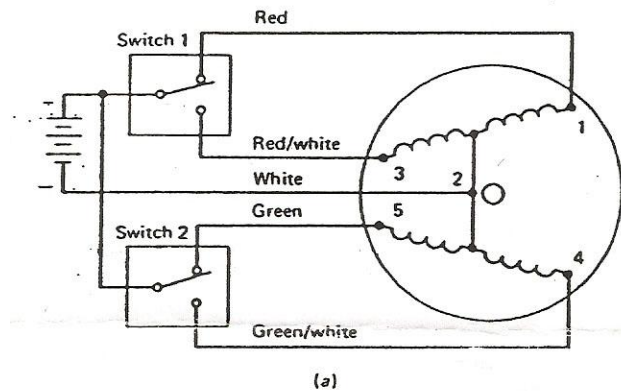 Red
Switch 1
+
1
Red/white
3
White
2
−
Green
5
Switch 2
4
Green/white
(a)